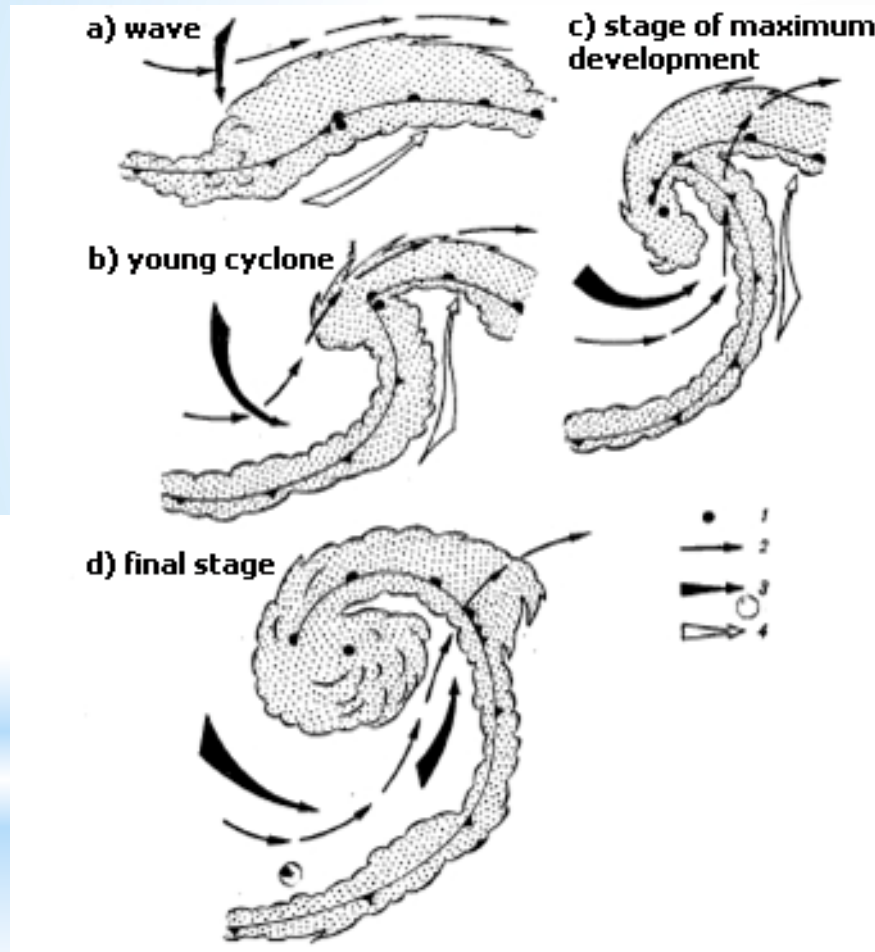 a) wave
c) stage of maximum
development
b) young cyclone
d) final stage
1
2
3
4